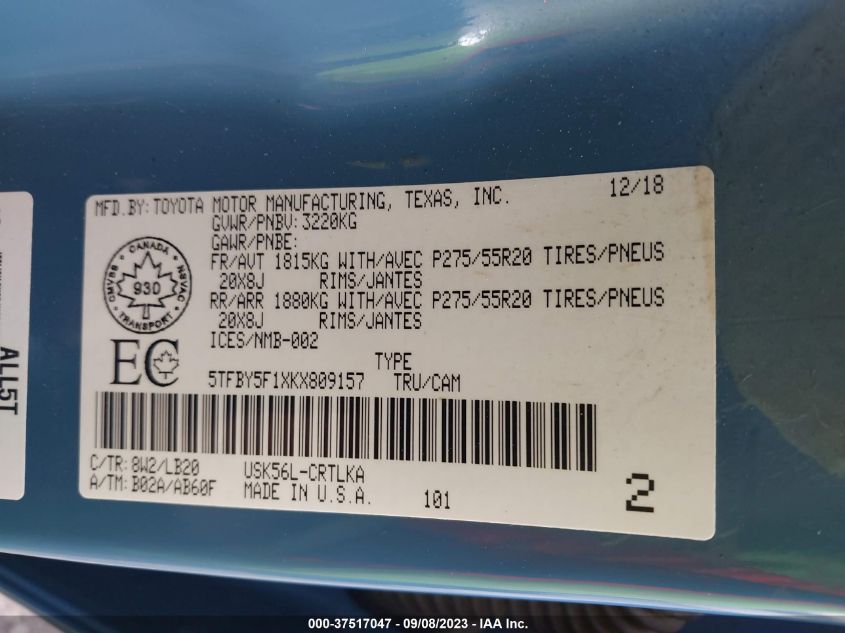 MFD.BY: TOYOTA MOTOR MANUFACTURING, TEXAS, INC. 12/18
GVWR/PNBV: 3220KG
GAWR/PNBE:
FR/AVT 1815KG WITH/AVEC P275/55R20 TIRES/PNEUS
20X8J RIMS/JANTES
RR/ARR 1880KG WITH/AVEC P275/55R20 TIRES/PNEUS
20X8J RIMS/JANTES
ICES/NMB-002
CANADA
CMVSS NSVAC
930
TRANSPORT
EC
TYPE
5TFBY5F1XKX809157 TRU/CAM
C/TR: 8W2/LB20 USK56L-CRTLKA
A/TM: B02A/AB60F MADE IN U.S.A. 101 2
ALL5T
000-37517047 - 09/08/2023 - IAA Inc.